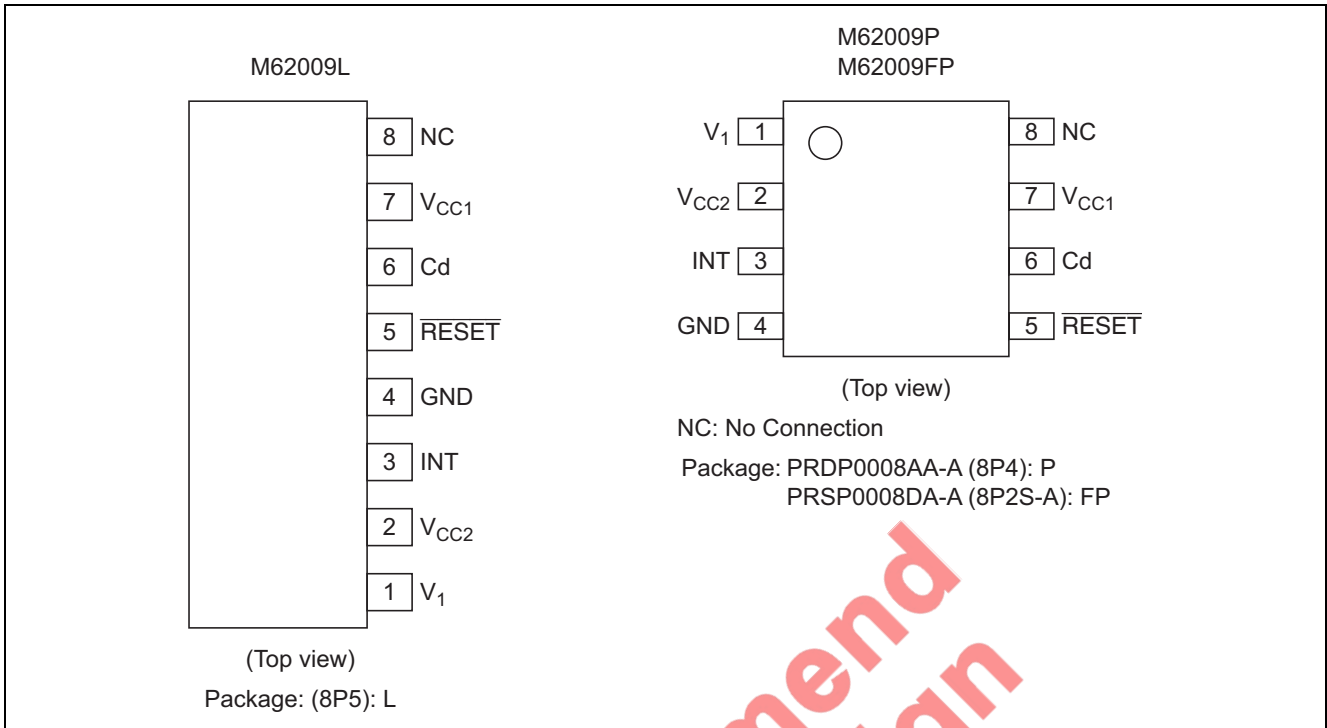 M62009L
8 NC
7 VCC1
6 Cd
5 RESET
4 GND
3 INT
2 VCC2
1 V1
(Top view)
Package: (8P5): L
M62009P
M62009FP
V1 1
8 NC
VCC2 2
7 VCC1
INT 3
6 Cd
GND 4
5 RESET
(Top view)
NC: No Connection
Package: PRDP0008AA-A (8P4): P
PRSP0008DA-A (8P2S-A): FP